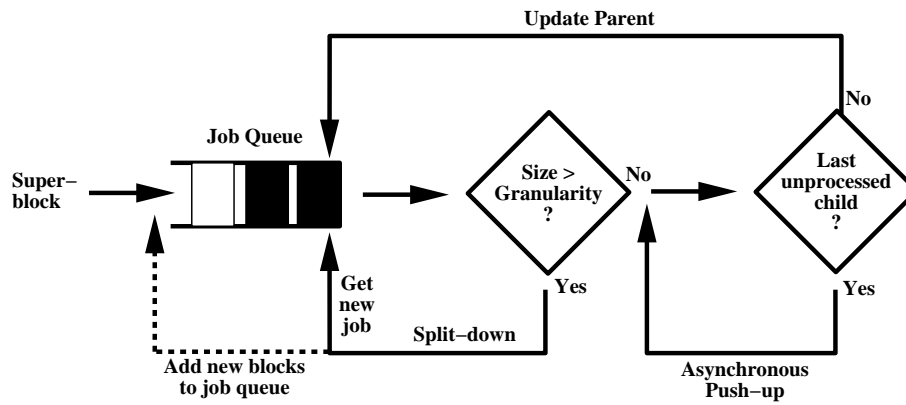 Update Parent
No
Job Queue
Super-
block
Size >
Granularity
?
No
Last
unprocessed
child
?
Get
new
job
Yes
Yes
Split-down
Add new blocks
to job queue
Asynchronous
Push-up